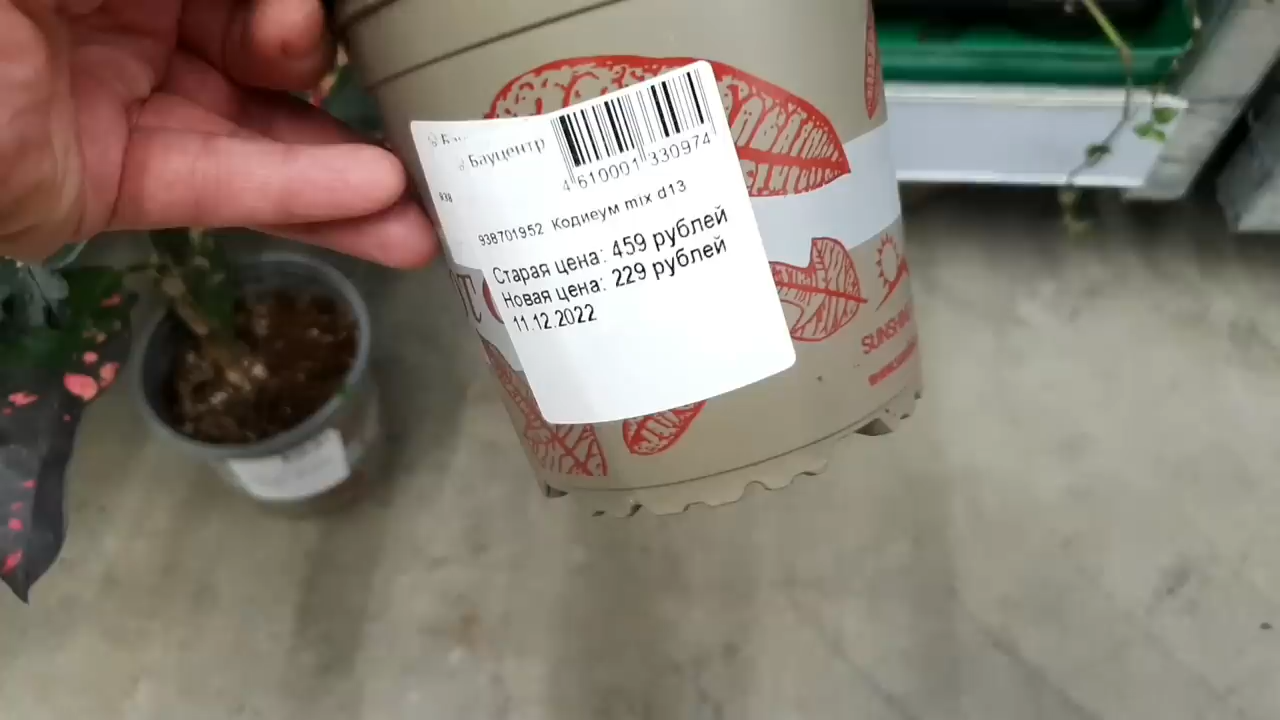 Бауцентр
4 610001 330974
938
938701952 Кодиеум mix d13
Старая цена: 459 рублей
Новая цена: 229 рублей
11.12.2022